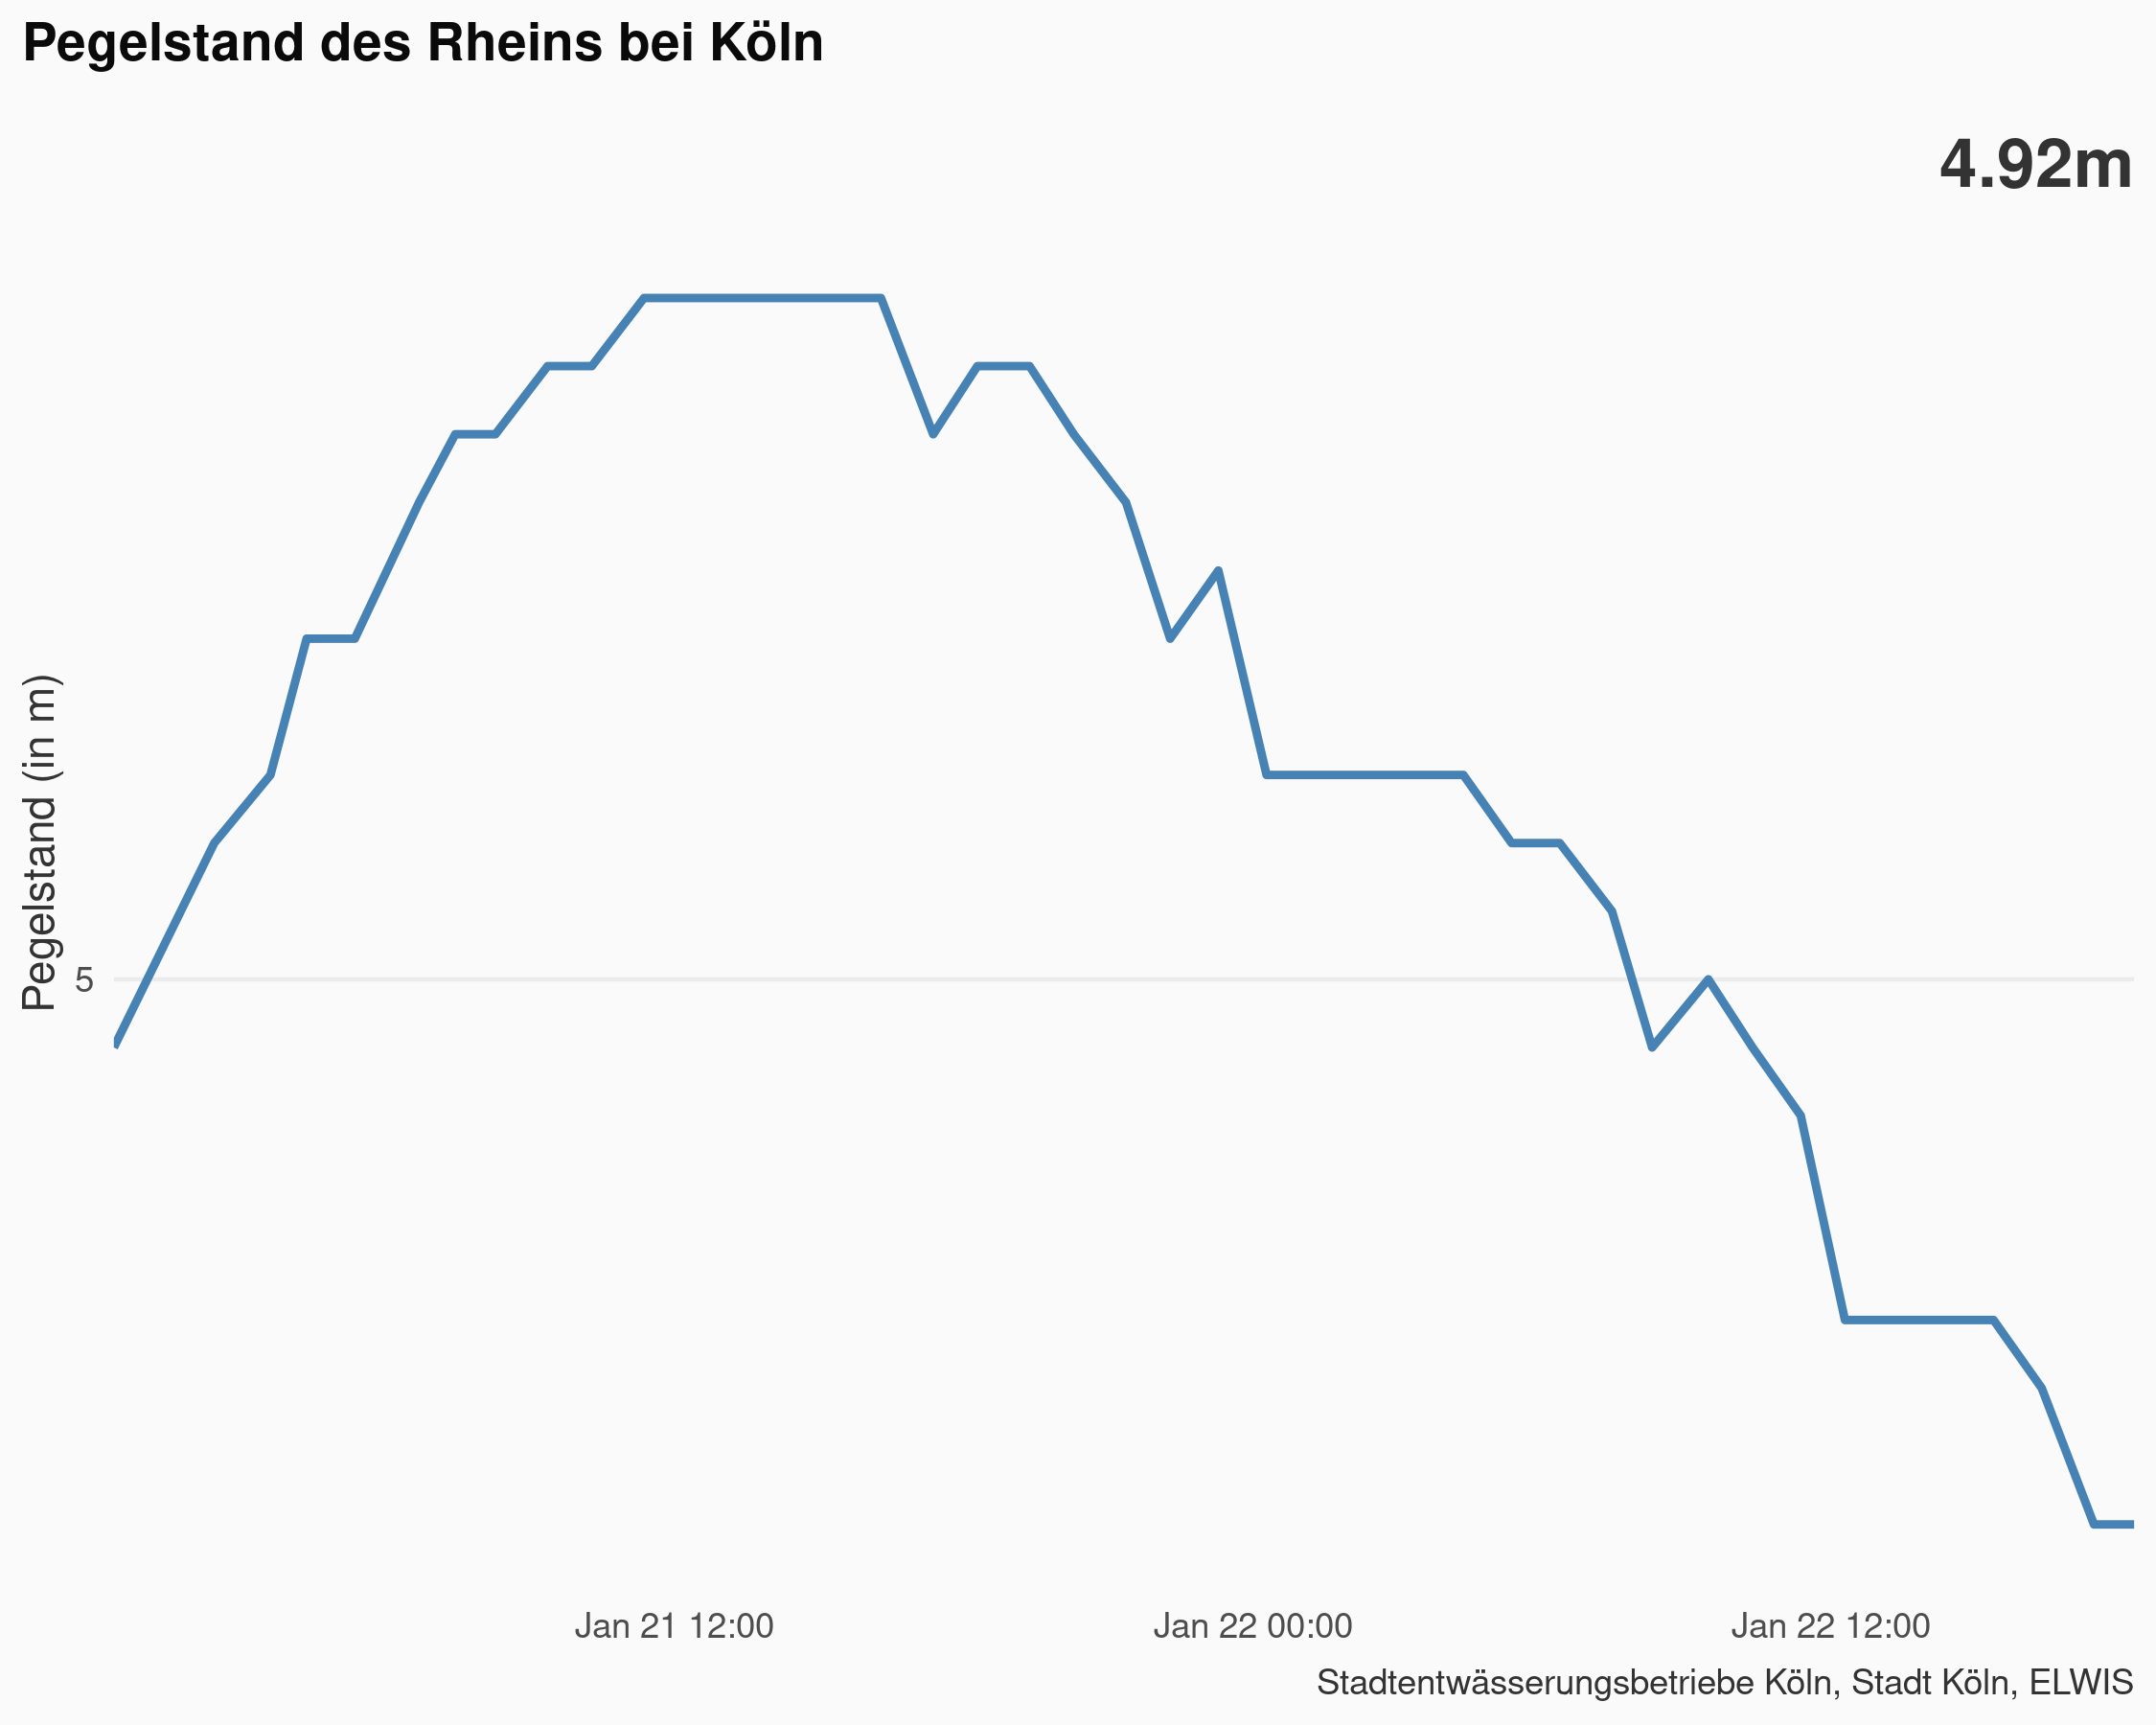 Pegelstand des Rheins bei Köln
4.92m
Pegelstand (in m)
5
Jan 21 12:00
Jan 22 00:00
Jan 22 12:00
Stadtentwässerungsbetriebe Köln, Stadt Köln, ELWIS